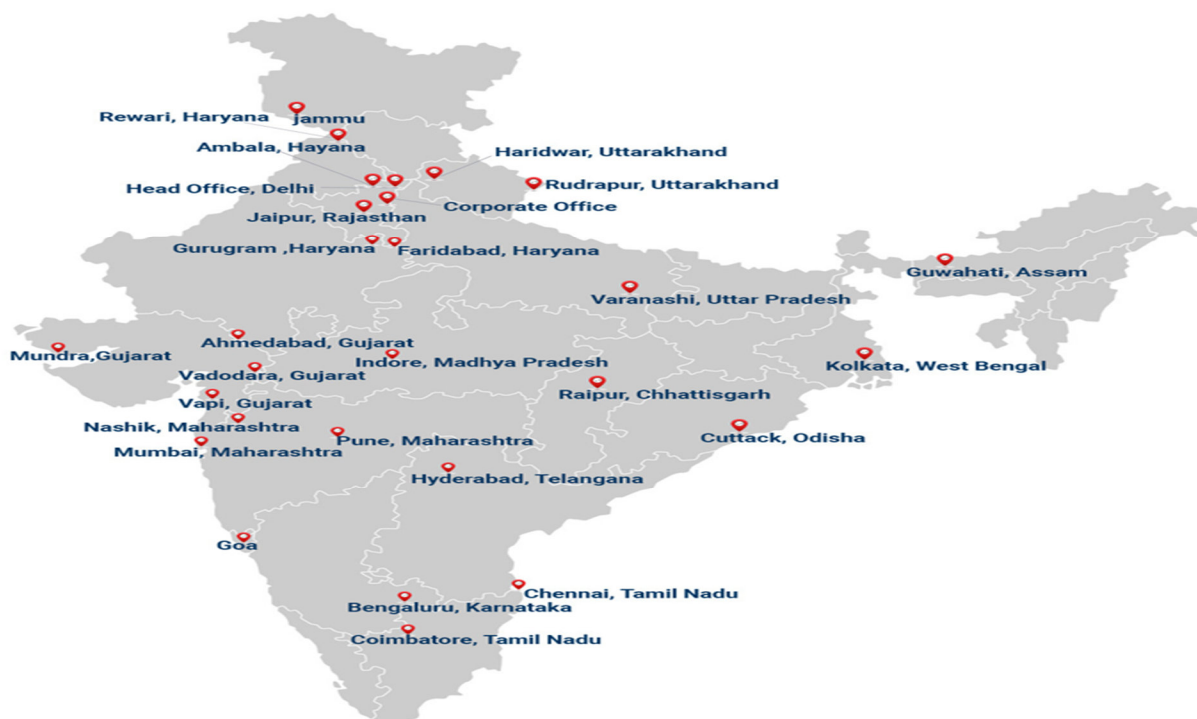 Rewari, Haryana
jammu
Ambala, Hayana
Haridwar, Uttarakhand
Head Office, Delhi
Rudrapur, Uttarakhand
Corporate Office
Jaipur, Rajasthan
Gurugram ,Haryana
Faridabad, Haryana
Guwahati, Assam
Varanashi, Uttar Pradesh
Ahmedabad, Gujarat
Mundra,Gujarat
Indore, Madhya Pradesh
Kolkata, West Bengal
Vadodara, Gujarat
Raipur, Chhattisgarh
Vapi, Gujarat
Nashik, Maharashtra
Pune, Maharashtra
Cuttack, Odisha
Mumbai, Maharashtra
Hyderabad, Telangana
Goa
Chennai, Tamil Nadu
Bengaluru, Karnataka
Coimbatore, Tamil Nadu